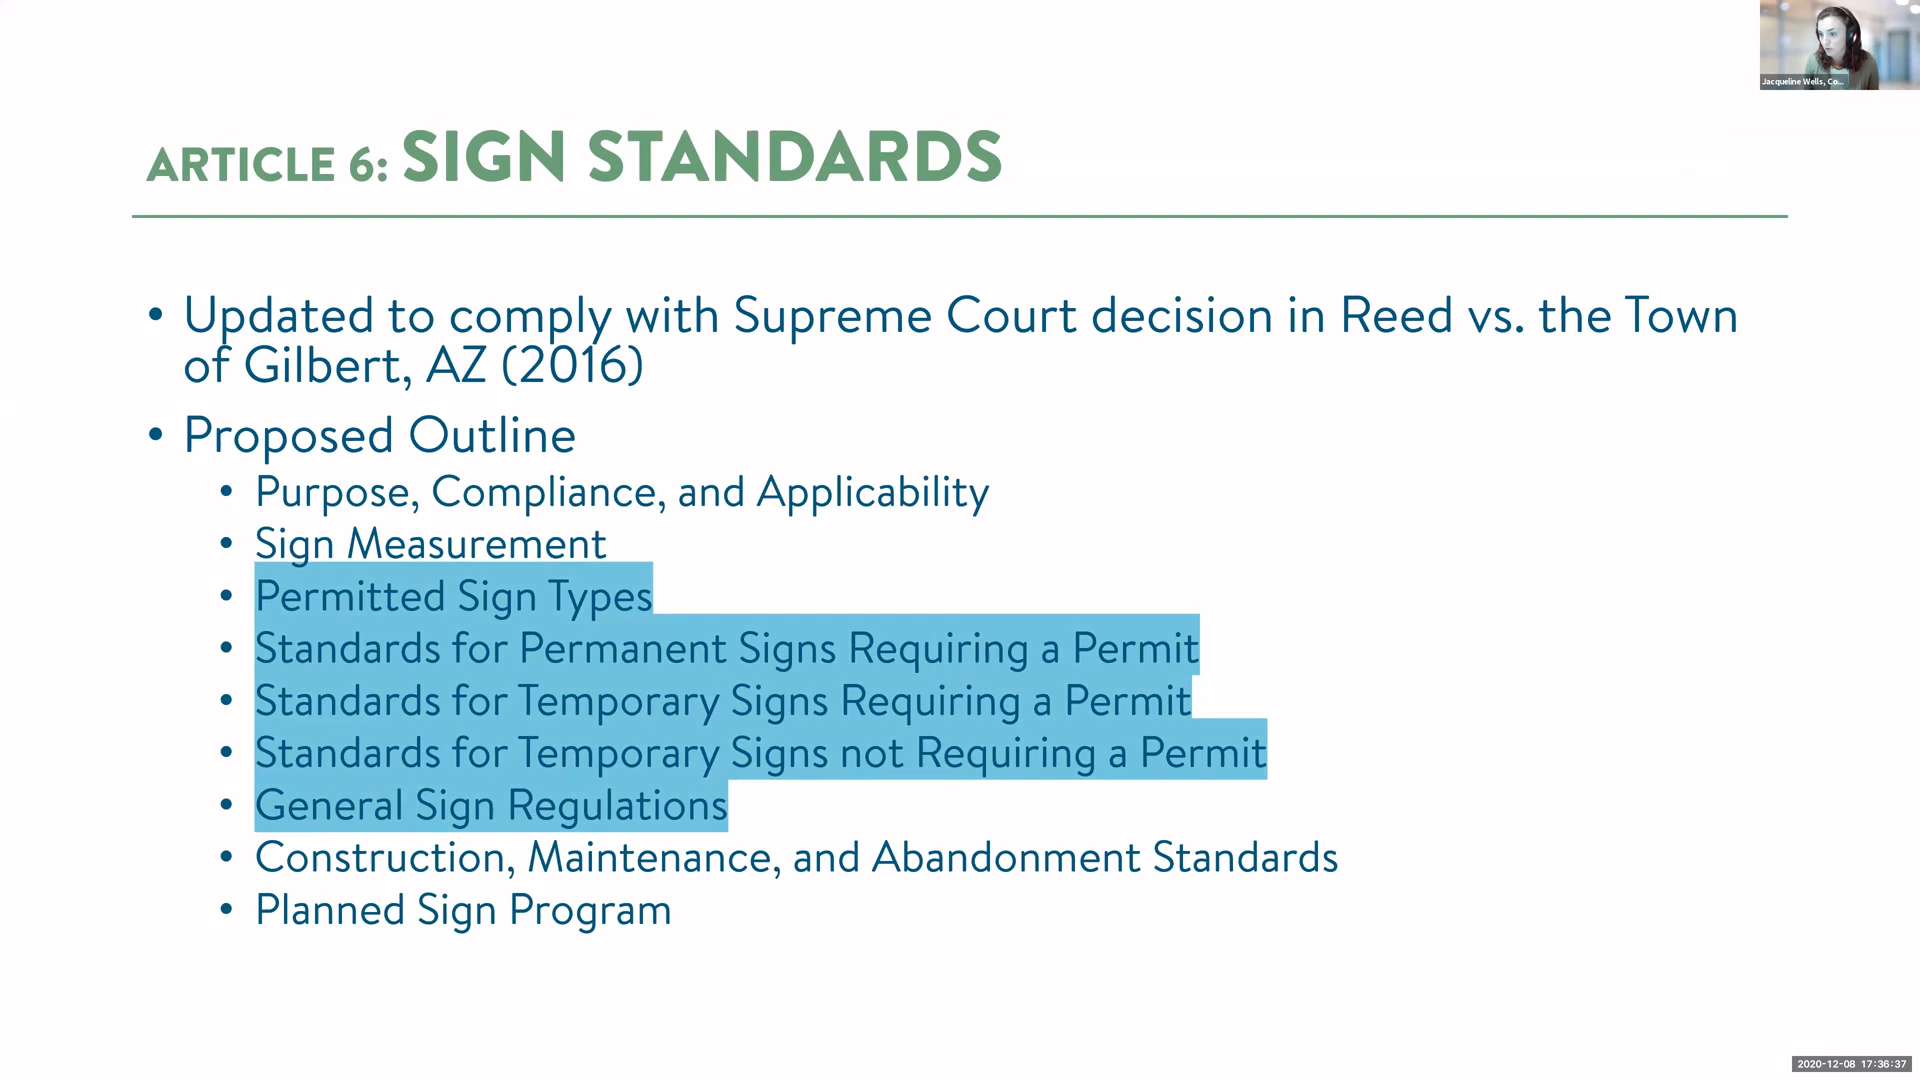 Jacqueline Wells, Co...
ARTICLE 6: SIGN STANDARDS
• Updated to comply with Supreme Court decision in Reed vs. the Town
of Gilbert, AZ (2016)
• Proposed Outline
• Purpose, Compliance, and Applicability
• Sign Measurement
• Permitted Sign Types
• Standards for Permanent Signs Requiring a Permit
• Standards for Temporary Signs Requiring a Permit
• Standards for Temporary Signs not Requiring a Permit
• General Sign Regulations
• Construction, Maintenance, and Abandonment Standards
• Planned Sign Program
2020-12-08 17:36:37